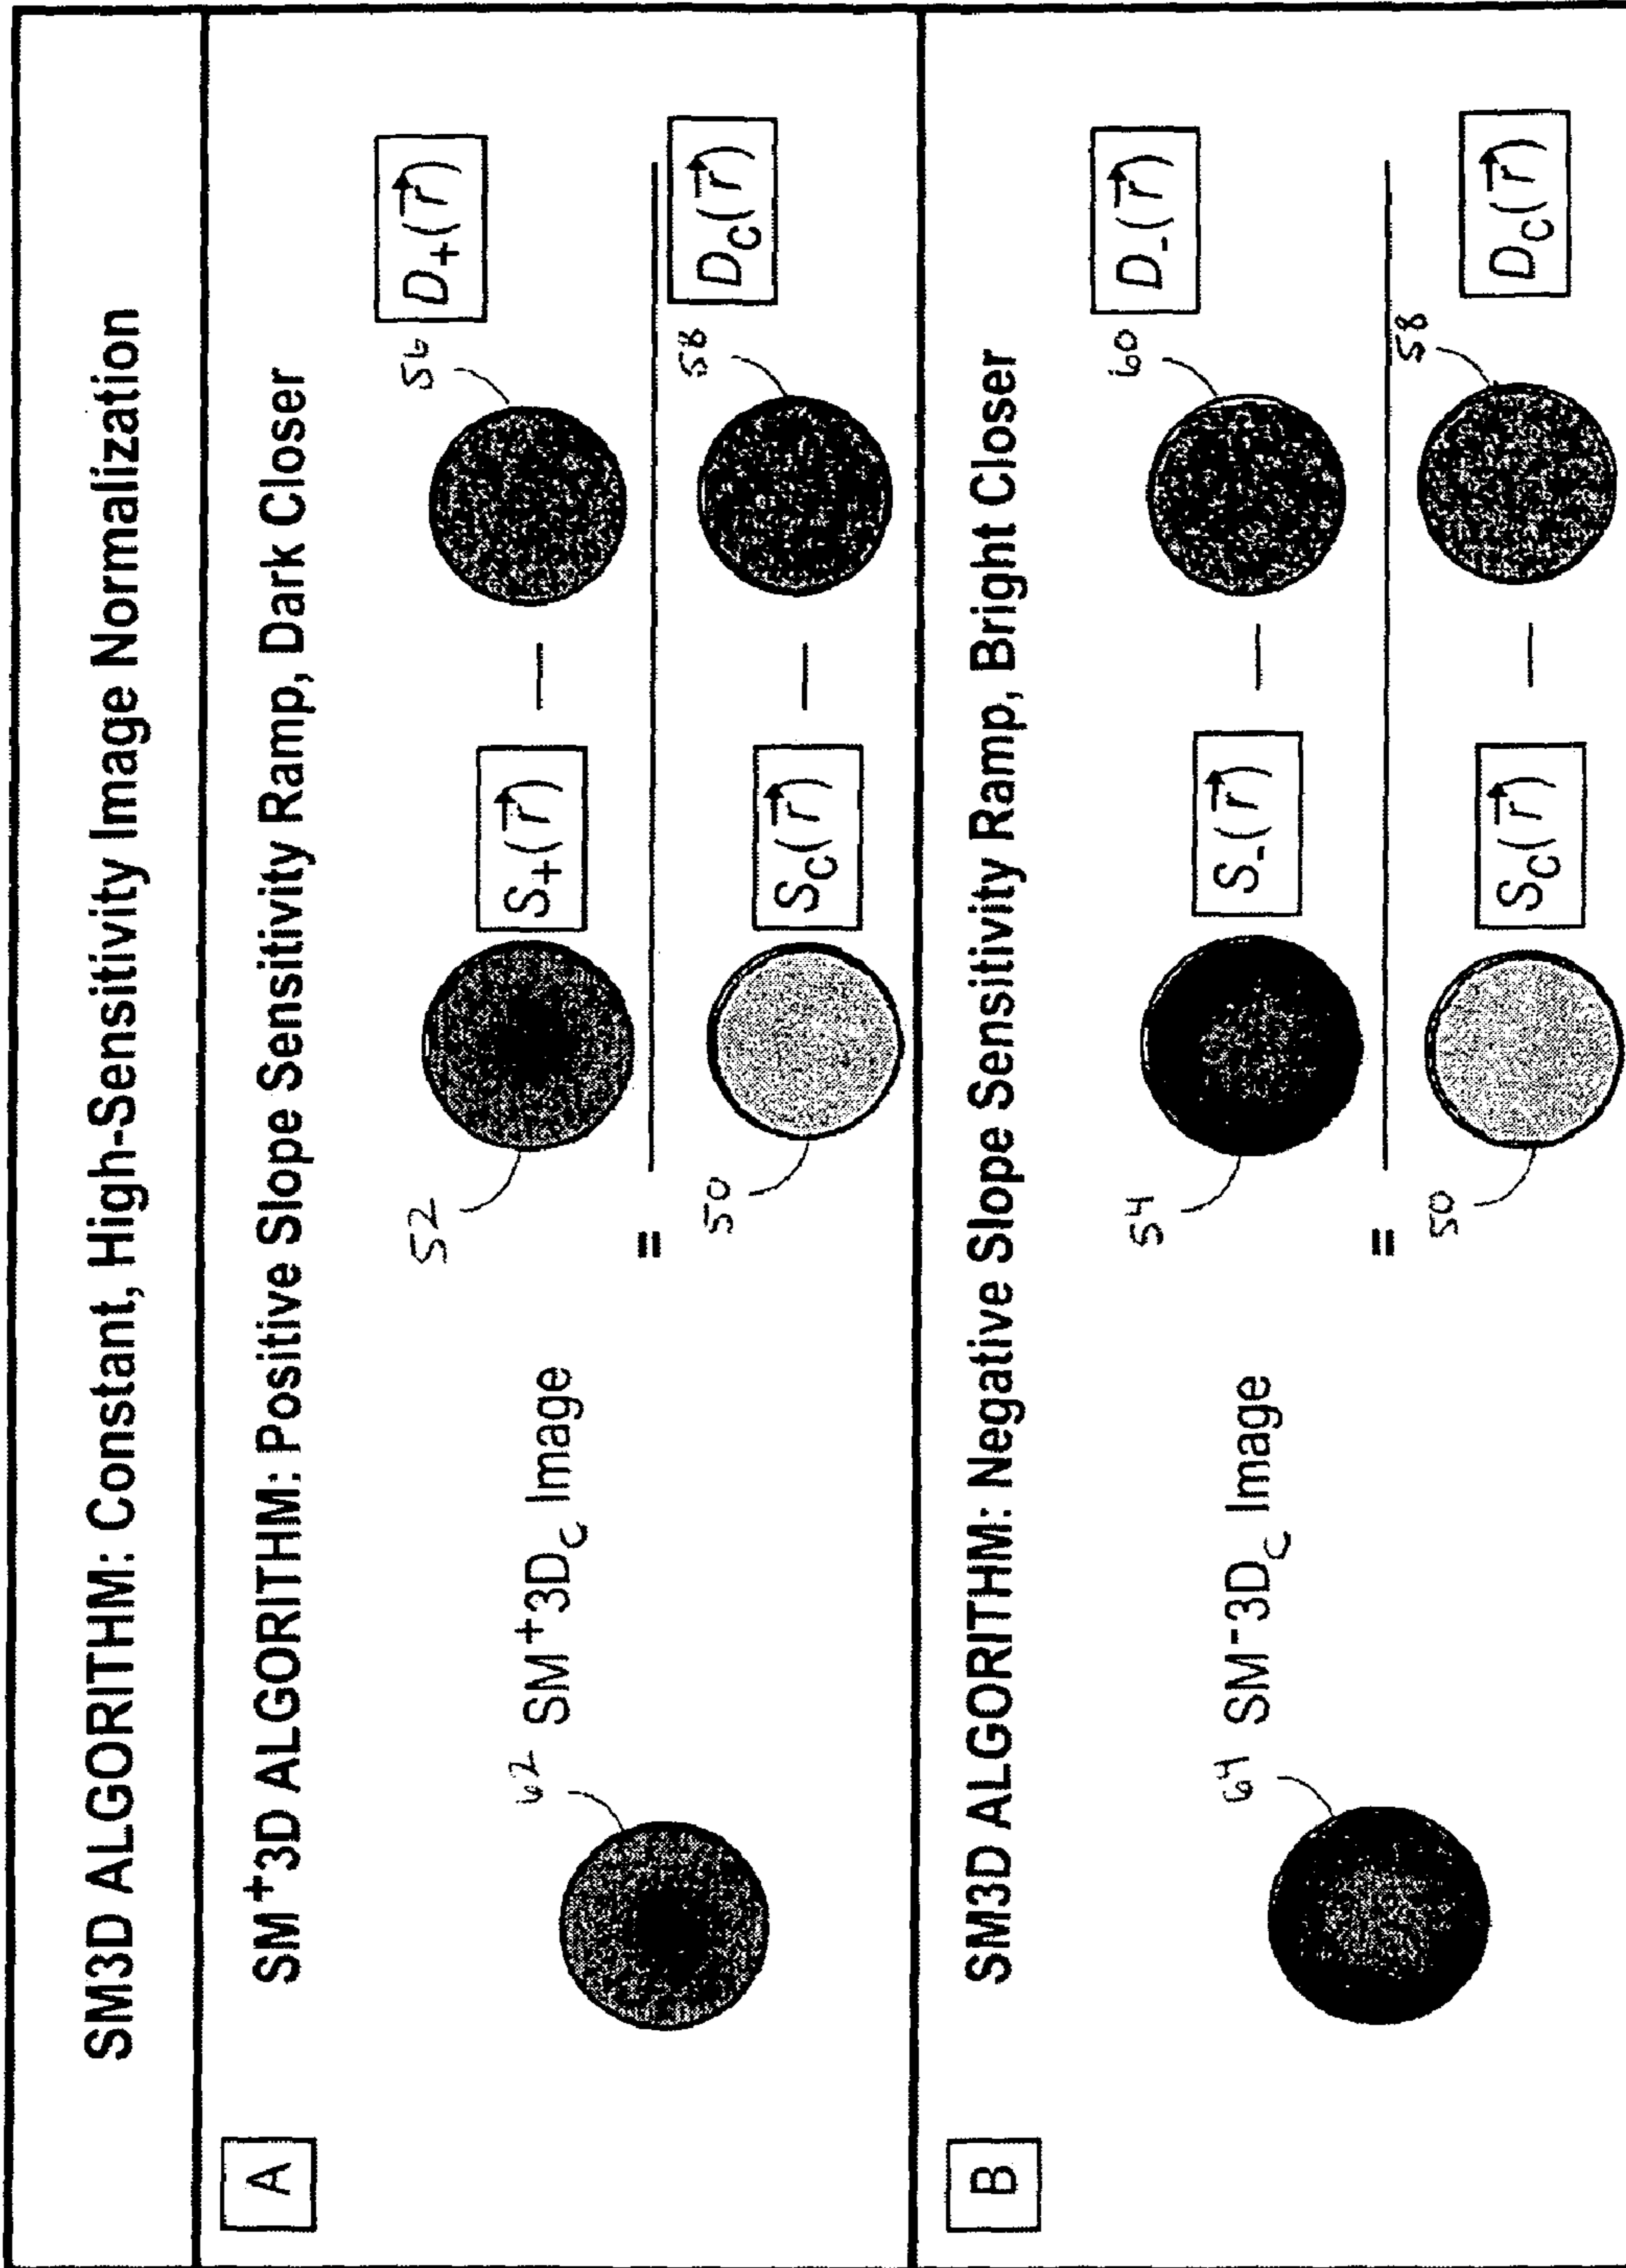 SM3D ALGORITHM: Constant, High-Sensitivity Image Normalization
A
SM+3D ALGORITHM: Positive Slope Sensitivity Ramp, Dark Closer
62
SM+3Dc Image
=
52
S+(r⃗)
—
56
D+(r⃗)
50
Sc(r⃗)
—
58
Dc(r⃗)
B
SM3D ALGORITHM: Negative Slope Sensitivity Ramp, Bright Closer
64
SM-3Dc Image
=
54
S-(r⃗)
—
60
D-(r⃗)
50
Sc(r⃗)
—
58
Dc(r⃗)